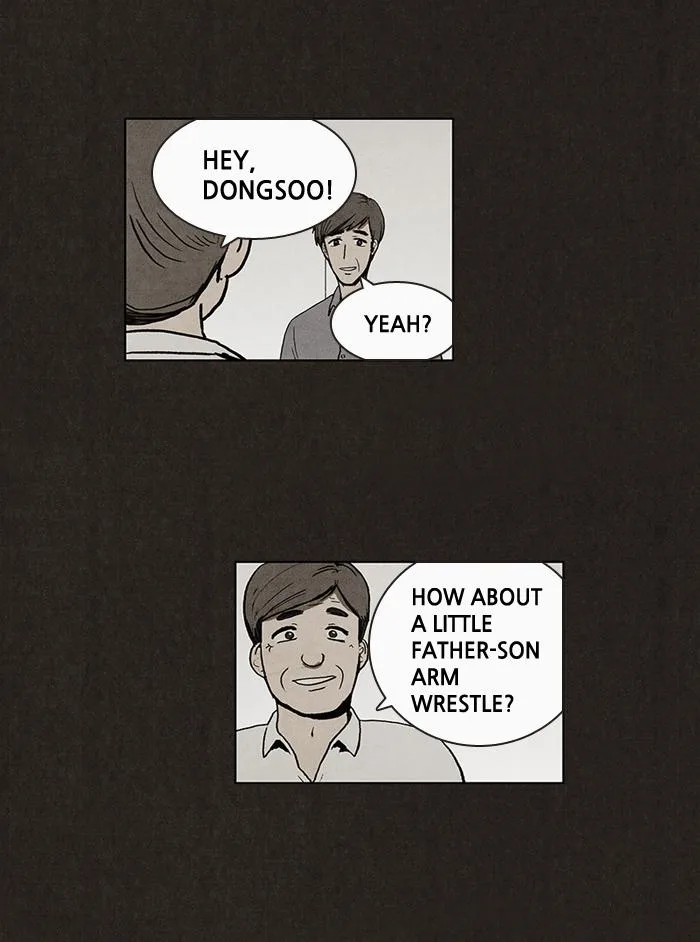 HEY,
DONGSOO!
YEAH?
HOW ABOUT
A LITTLE
FATHER-SON
ARM
WRESTLE?